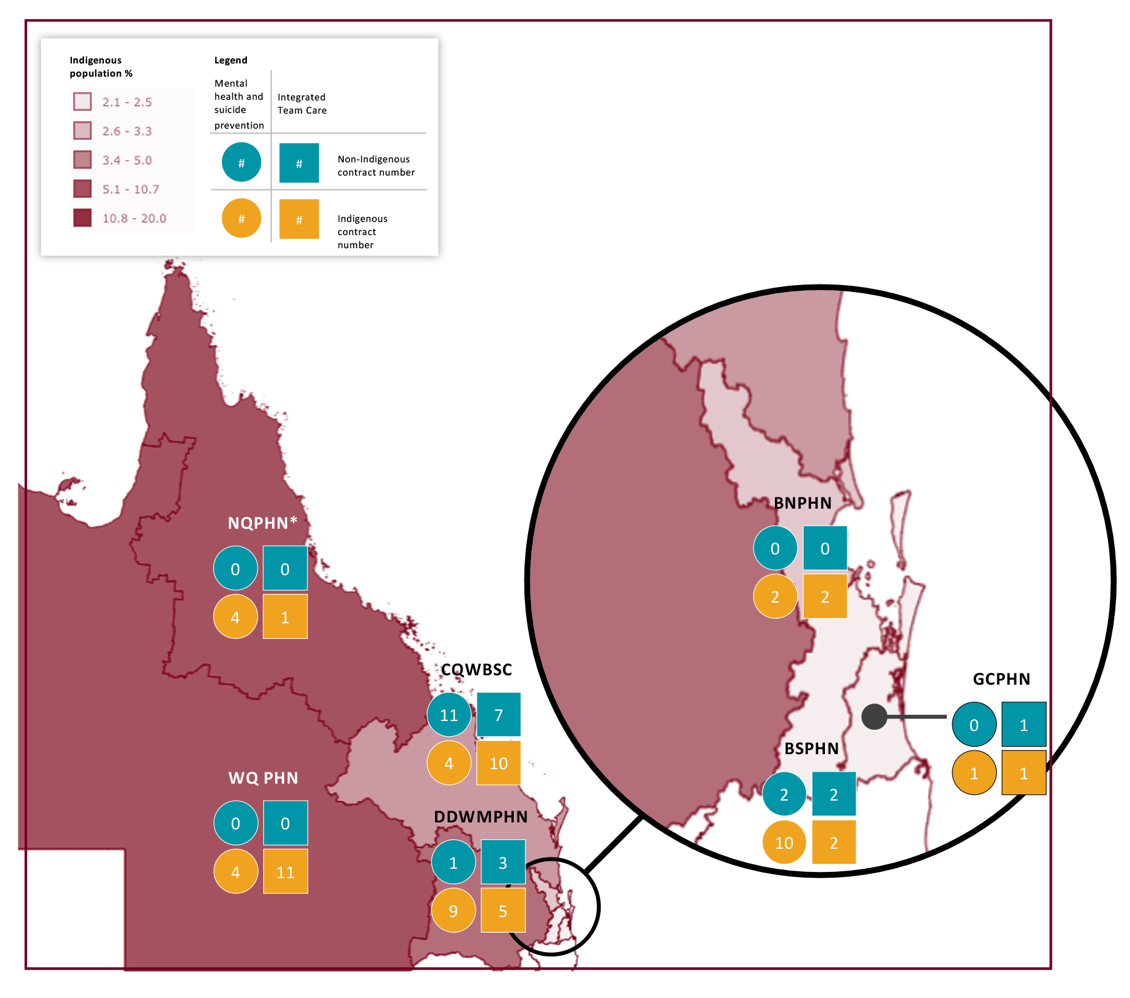 Indigenous
population %
2.1 - 2.5
2.6 - 3.3
3.4 - 5.0
5.1 - 10.7
10.8 - 20.0
Legend
Mental
health and
suicide
prevention
Integrated
Team Care
#
#
Non-Indigenous
contract number
#
#
Indigenous
contract
number
NQPHN*
0
0
4
1
CQWBSC
11
7
4
10
WQ PHN
0
0
4
11
DDWMPHN
1
3
9
5
BNPHN
0
0
2
2
GCPHN
0
1
1
1
BSPHN
2
2
10
2